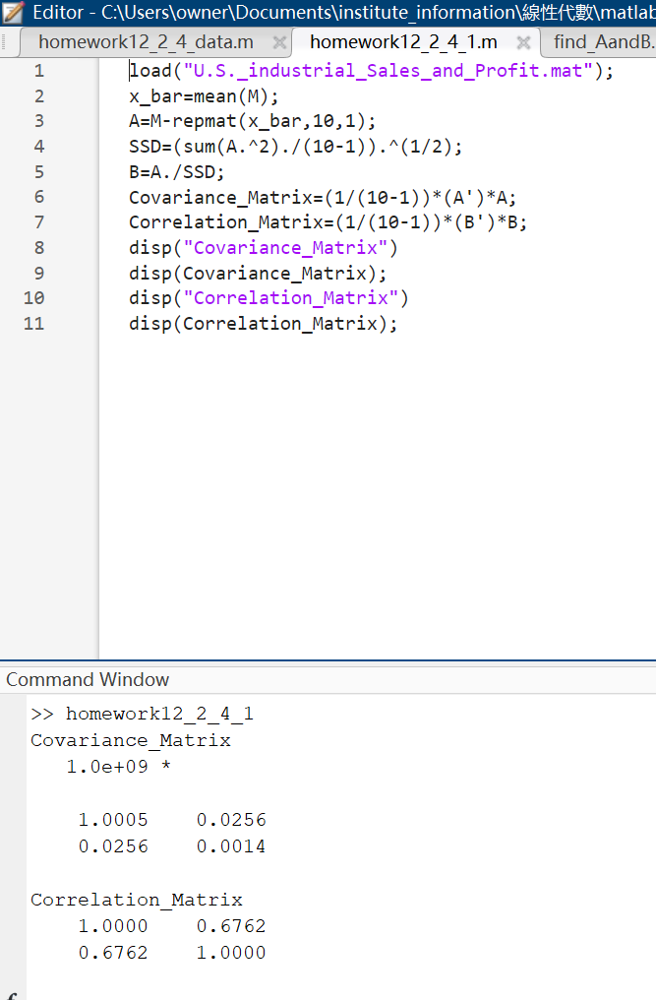 Editor - C:\Users\owner\Documents\institute_information\線性代數\matlab
homework12_2_4_data.m homework12_2_4_1.m find_AandB.
1 load("U.S._industrial_Sales_and_Profit.mat");
2 x_bar=mean(M);
3 A=M-repmat(x_bar,10,1);
4 SSD=(sum(A.^2)./(10-1)).^(1/2);
5 B=A./SSD;
6 Covariance_Matrix=(1/(10-1))*(A')*A;
7 Correlation_Matrix=(1/(10-1))*(B')*B;
8 disp("Covariance_Matrix")
9 disp(Covariance_Matrix);
10 disp("Correlation_Matrix")
11 disp(Correlation_Matrix);
Command Window
>> homework12_2_4_1
Covariance_Matrix
1.0e+09 *
1.0005 0.0256
0.0256 0.0014
Correlation_Matrix
1.0000 0.6762
0.6762 1.0000